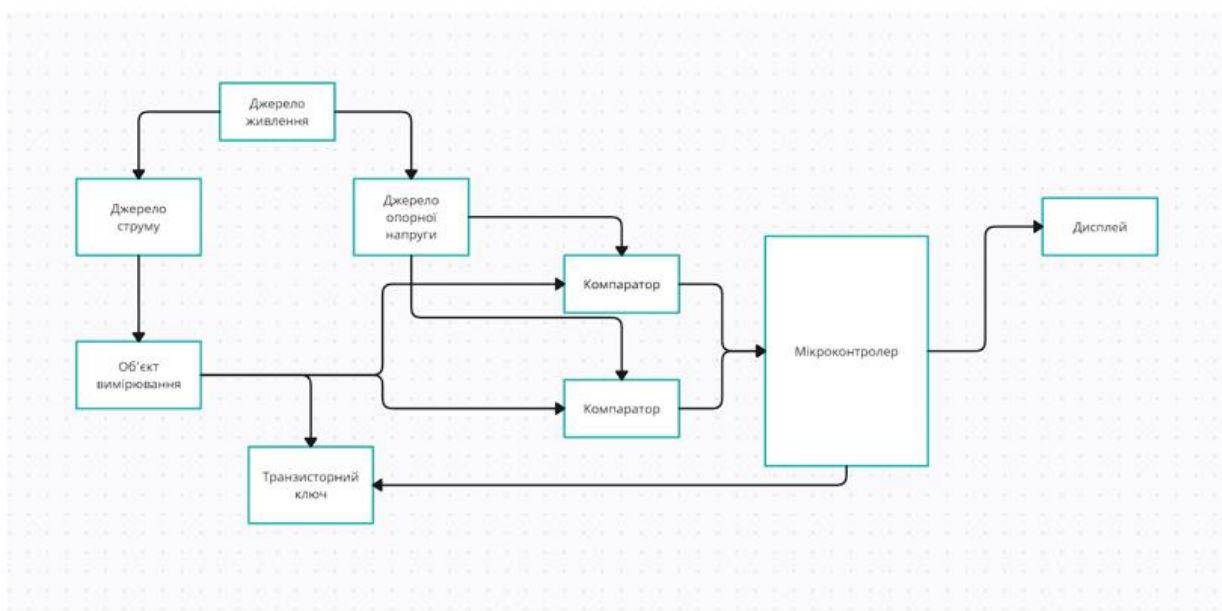 Джерело
живлення
Джерело
струму
Джерело
опорної
напруги
Компаратор
Мікроконтролер
Дисплей
Об'єкт
вимірювання
Компаратор
Транзисторний
ключ